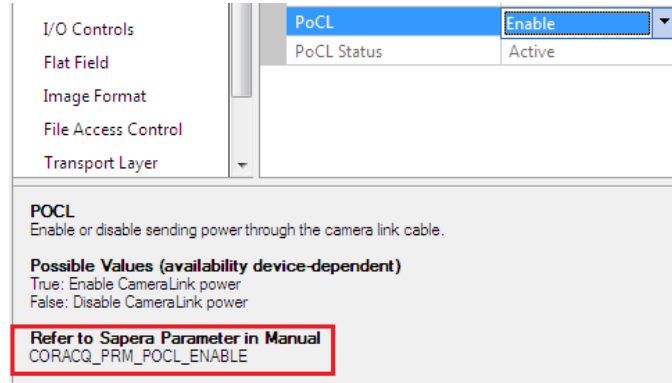 I/O Controls
Flat Field
Image Format
File Access Control
Transport Layer
PoCL Enable
PoCL Status Active
POCL
Enable or disable sending power through the camera link cable.
Possible Values (availability device-dependent)
True: Enable CameraLink power
False: Disable CameraLink power
Refer to Sapera Parameter in Manual
CORACQ_PRM_POCL_ENABLE